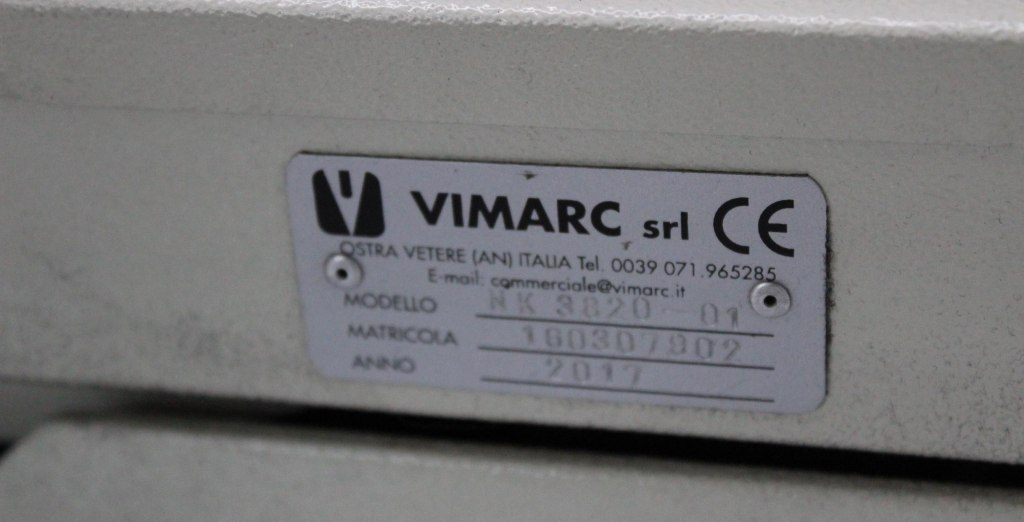 VIMARC srl CE
OSTRA VETERE (AN) ITALIA Tel. 0039 071.965285
E-mail: commerciale@vimarc.it
MODELLO NK 3820-01
MATRICOLA 160307902
ANNO 2017